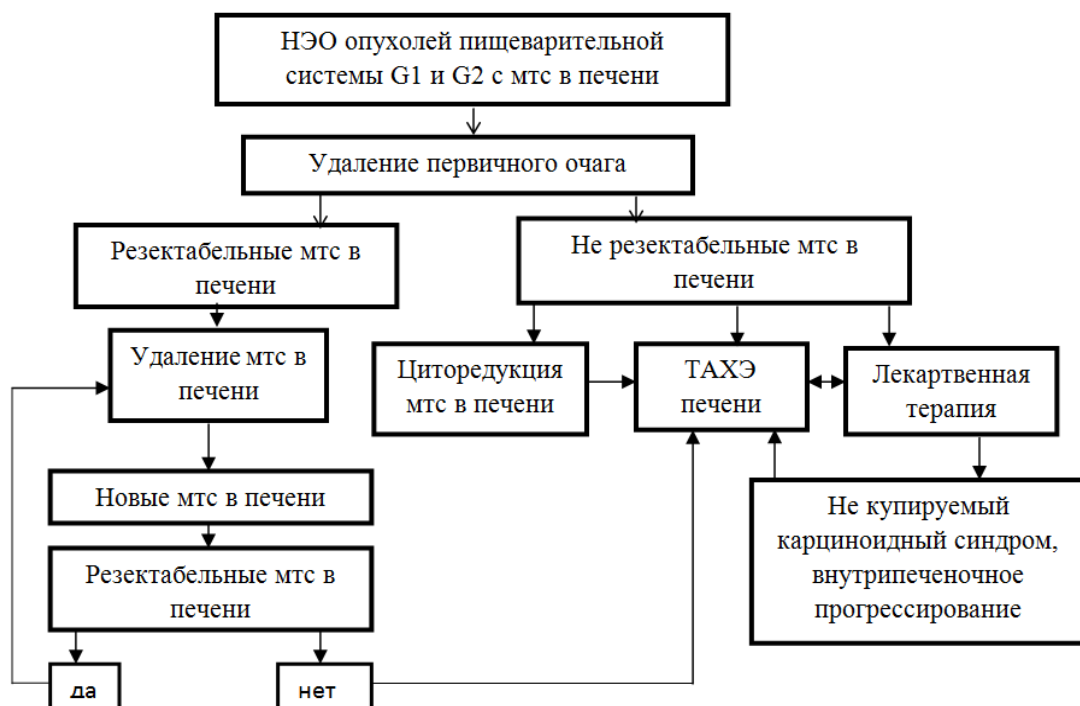 НЭО опухолей пищеварительной
системы G1 и G2 с мтс в печени
Удаление первичного очага
Резектабельные мтс в
печени
Не резектабельные мтс в
печени
Удаление мтс в
печени
Циторедукция
мтс в печени
ТАХЭ
печени
Лекартвенная
терапия
Новые мтс в печени
Не купируемый
карциноидный синдром,
внутрипеченочное
прогрессирование
Резектабельные мтс в
печени
да
нет